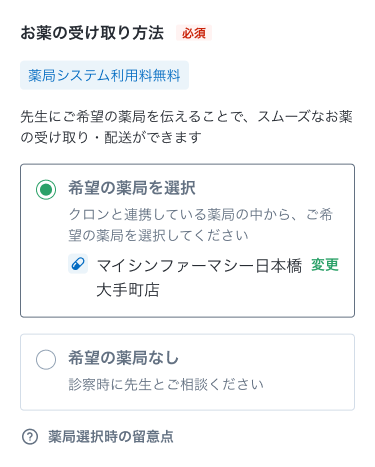 お薬の受け取り方法 必須
薬局システム利用料無料
先生にご希望の薬局を伝えることで、スムーズなお薬
の受け取り・配送ができます
希望の薬局を選択
クロンと連携している薬局の中から、ご希
望の薬局を選択してください
マイシンファーマシー日本橋 変更
大手町店
希望の薬局なし
診察時に先生とご相談ください
? 薬局選択時の留意点